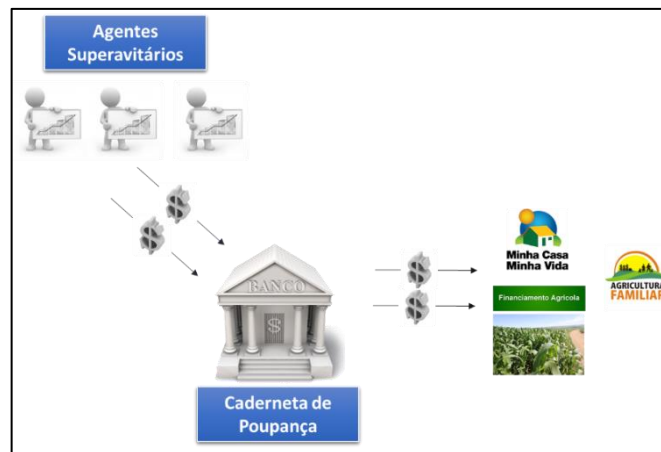 Agentes
Superavitários
BANCO
Caderneta de
Poupança
Minha Casa
Minha Vida
AGRICULTURA
FAMILIAR
Financiamento Agrícola